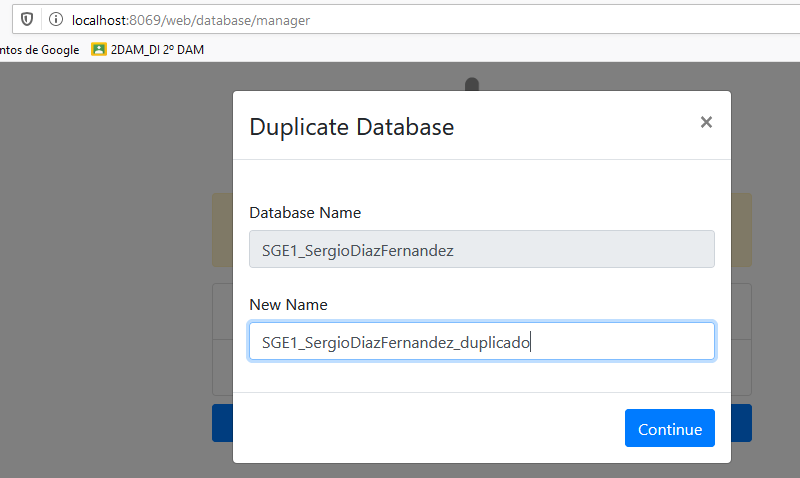 localhost:8069/web/database/manager
ntos de Google 2DAM_DI 2º DAM
Duplicate Database ×
Database Name
SGE1_SergioDiazFernandez
New Name
SGE1_SergioDiazFernandez_duplicado
Continue